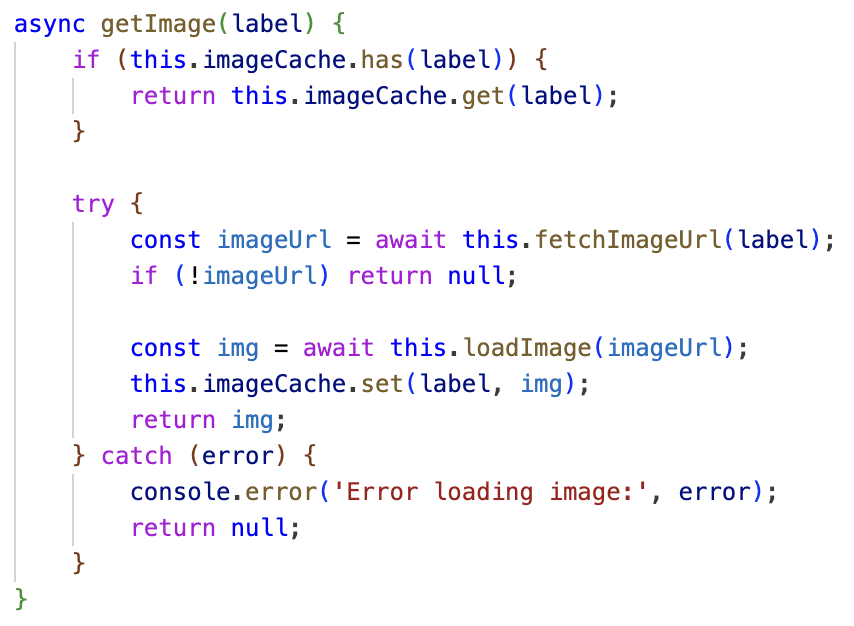 async getImage(label) {
    if (this.imageCache.has(label)) {
        return this.imageCache.get(label);
    }

    try {
        const imageUrl = await this.fetchImageUrl(label);
        if (!imageUrl) return null;

        const img = await this.loadImage(imageUrl);
        this.imageCache.set(label, img);
        return img;
    } catch (error) {
        console.error('Error loading image:', error);
        return null;
    }
}